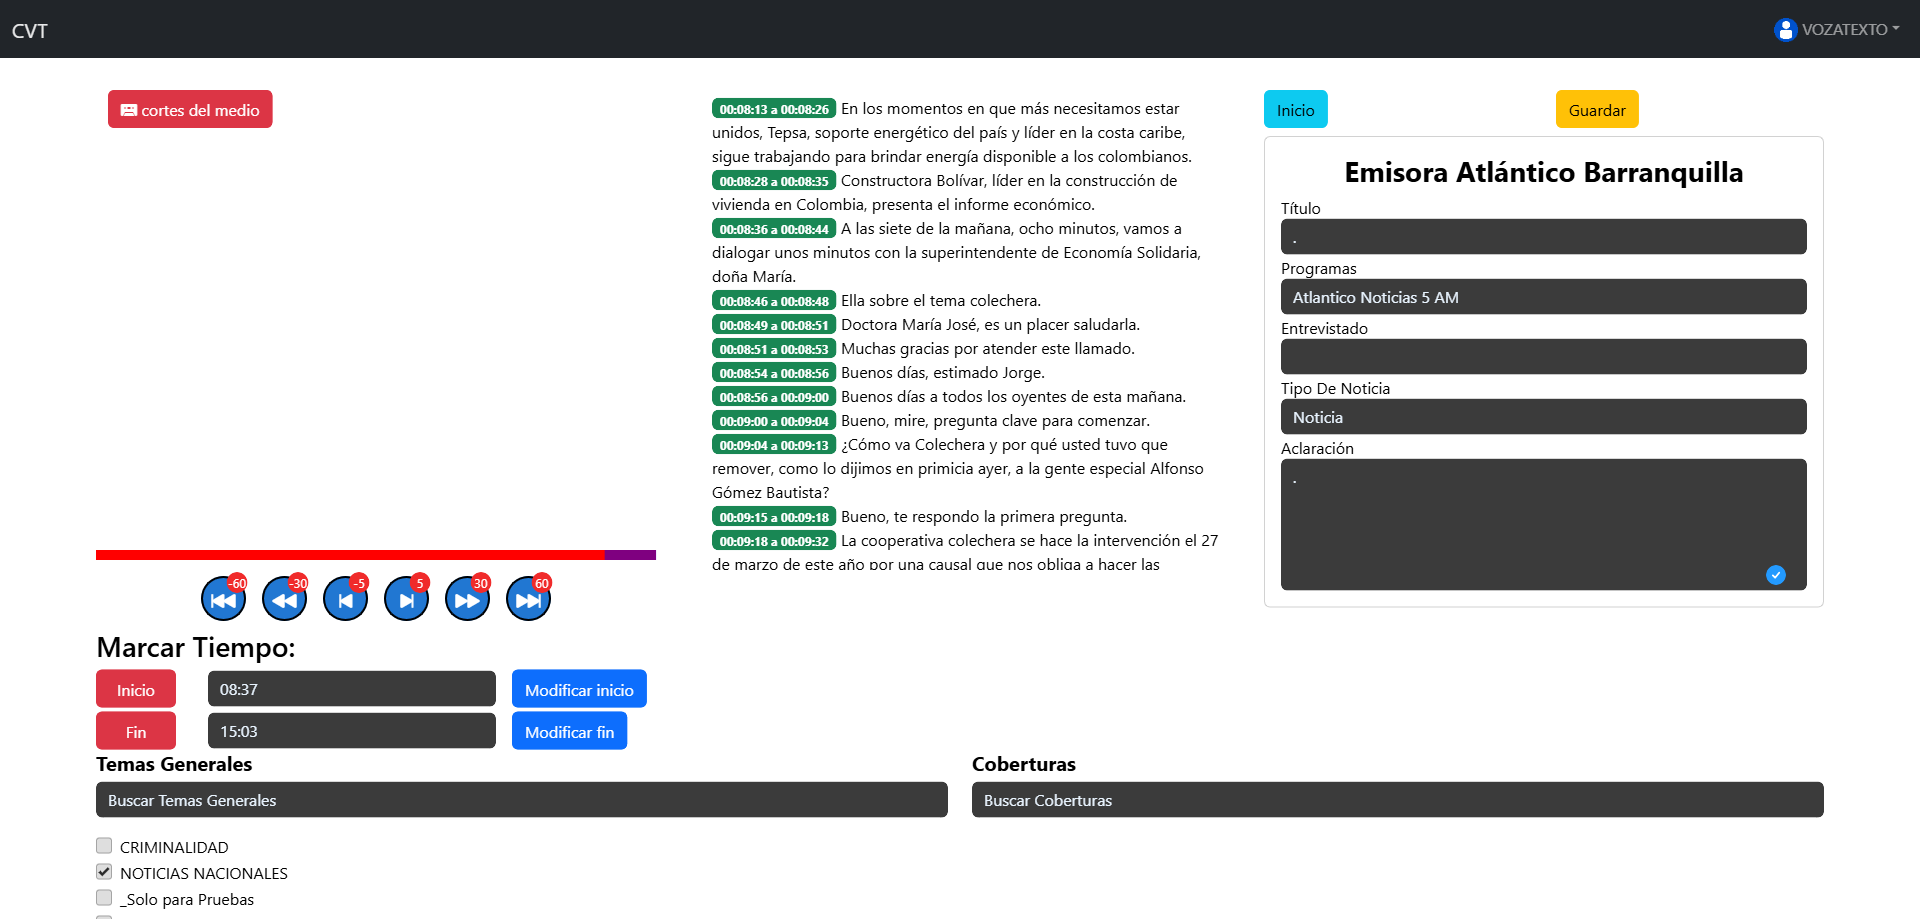 CVT
VOZATEXTO
cortes del medio
-60
-30
-5
5
30
60
Marcar Tiempo:
Inicio
08:37
Modificar inicio
Fin
15:03
Modificar fin
00:08:13 a 00:08:26 En los momentos en que más necesitamos estar
unidos, Tepsa, soporte energético del país y líder en la costa caribe,
sigue trabajando para brindar energía disponible a los colombianos.
00:08:28 a 00:08:35 Constructora Bolívar, líder en la construcción de
vivienda en Colombia, presenta el informe económico.
00:08:36 a 00:08:44 A las siete de la mañana, ocho minutos, vamos a
dialogar unos minutos con la superintendente de Economía Solidaria,
doña María.
00:08:46 a 00:08:48 Ella sobre el tema colechera.
00:08:49 a 00:08:51 Doctora María José, es un placer saludarla.
00:08:51 a 00:08:53 Muchas gracias por atender este llamado.
00:08:54 a 00:08:56 Buenos días, estimado Jorge.
00:08:56 a 00:09:00 Buenos días a todos los oyentes de esta mañana.
00:09:00 a 00:09:04 Bueno, mire, pregunta clave para comenzar.
00:09:04 a 00:09:13 ¿Cómo va Colechera y por qué usted tuvo que
remover, como lo dijimos en primicia ayer, a la gente especial Alfonso
Gómez Bautista?
00:09:15 a 00:09:18 Bueno, te respondo la primera pregunta.
00:09:18 a 00:09:32 La cooperativa colechera se hace la intervención el 27
de marzo de este año por una causal que nos obliga a hacer las
Inicio
Guardar
Emisora Atlántico Barranquilla
Título
.
Programas
Atlantico Noticias 5 AM
Entrevistado
Tipo De Noticia
Noticia
Aclaración
.
Temas Generales
Buscar Temas Generales
CRIMINALIDAD
NOTICIAS NACIONALES
_Solo para Pruebas
Coberturas
Buscar Coberturas